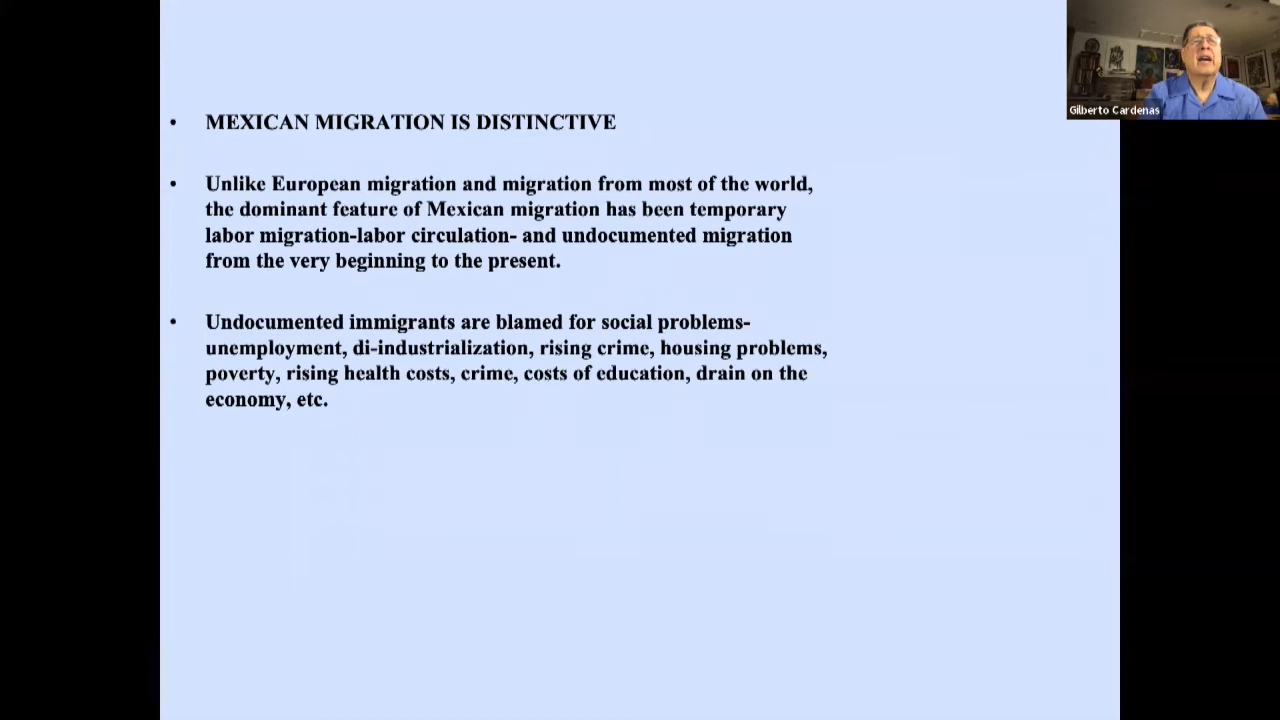 • MEXICAN MIGRATION IS DISTINCTIVE
• Unlike European migration and migration from most of the world,
the dominant feature of Mexican migration has been temporary
labor migration-labor circulation- and undocumented migration
from the very beginning to the present.
• Undocumented immigrants are blamed for social problems-
unemployment, di-industrialization, rising crime, housing problems,
poverty, rising health costs, crime, costs of education, drain on the
economy, etc.
Gilberto Cardenas